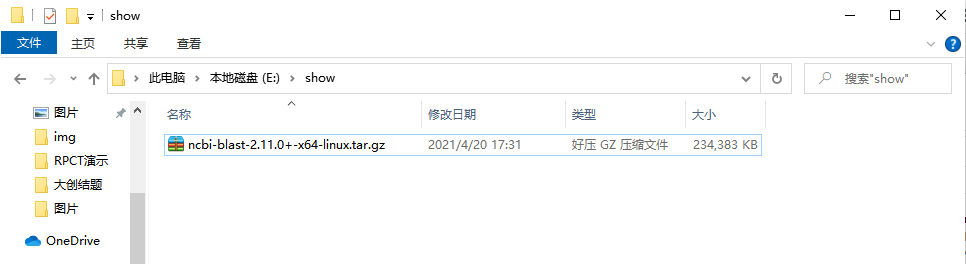 show
文件 主页 共享 查看
此电脑 本地磁盘 (E:) show 搜索"show"
名称 修改日期 类型 大小
ncbi-blast-2.11.0+-x64-linux.tar.gz 2021/4/20 17:31 好压 GZ 压缩文件 234,383 KB
图片
img
RPCT演示
大创结题
图片
OneDrive